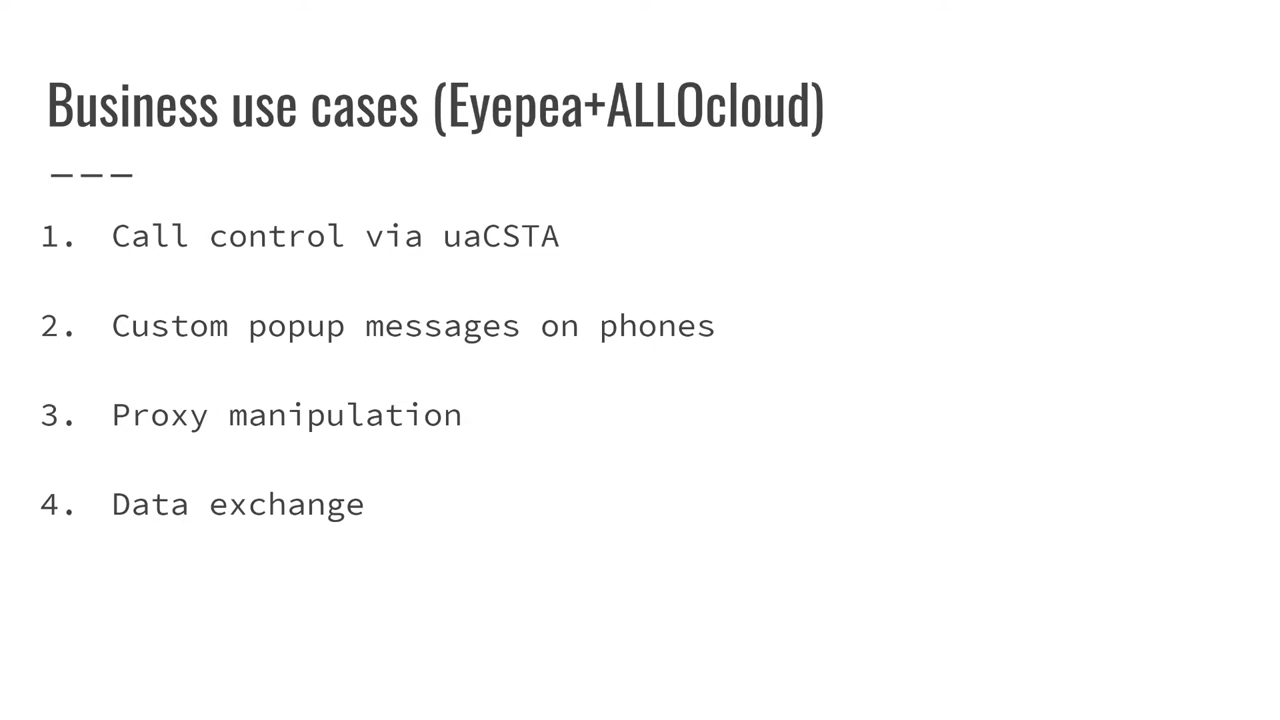 Business use cases (Eyepea+ALLOcloud)
1. Call control via uaCSTA
2. Custom popup messages on phones
3. Proxy manipulation
4. Data exchange